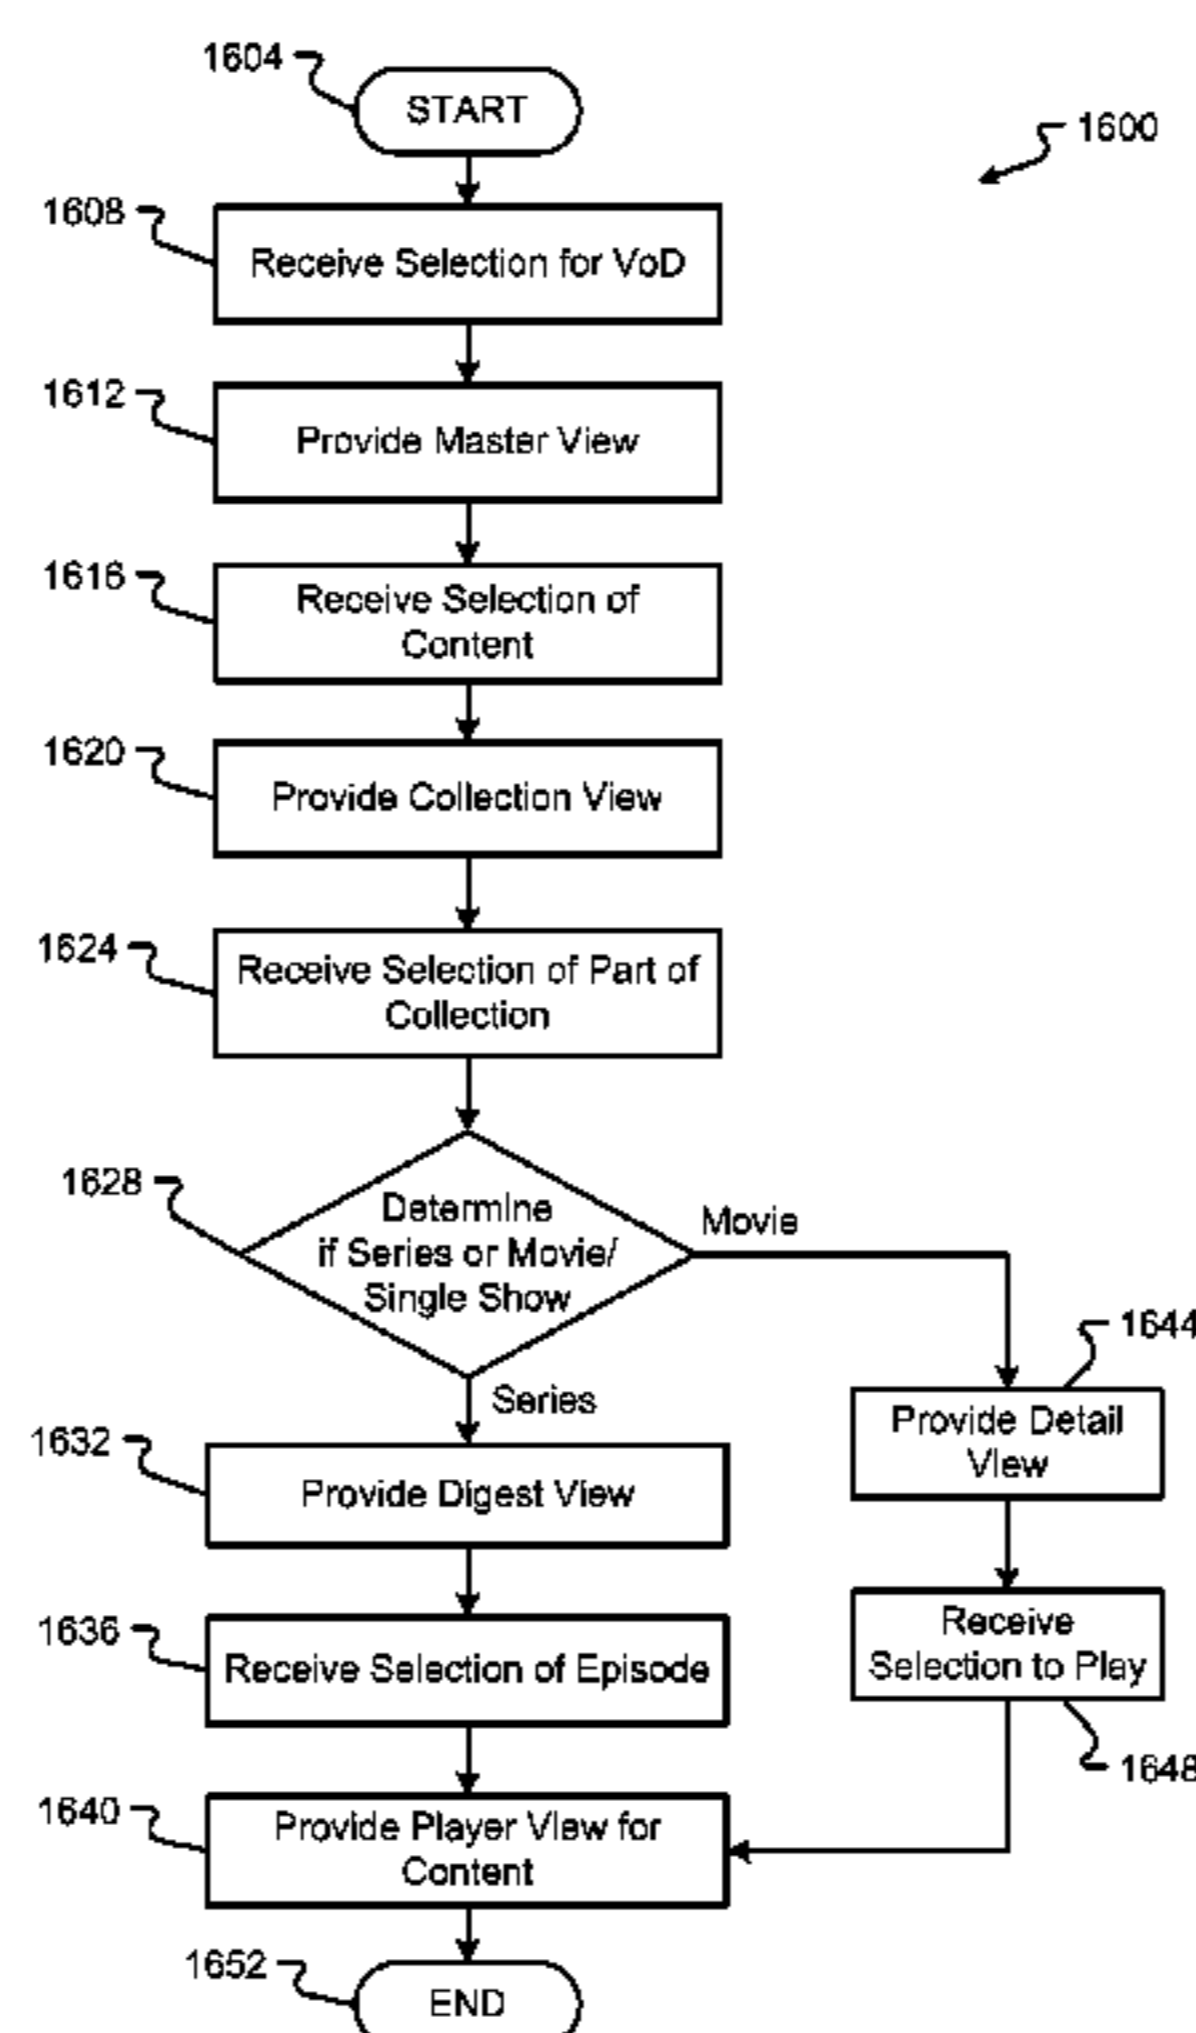 1604
START
1600
1608
Receive Selection for VoD
1612
Provide Master View
1616
Receive Selection of
Content
1620
Provide Collection View
1624
Receive Selection of Part of
Collection
1628
Determine
if Series or Movie/
Single Show
Movie
Series
1644
Provide Detail
View
1632
Provide Digest View
1636
Receive Selection of Episode
Receive
Selection to Play
1648
1640
Provide Player View for
Content
1652
END